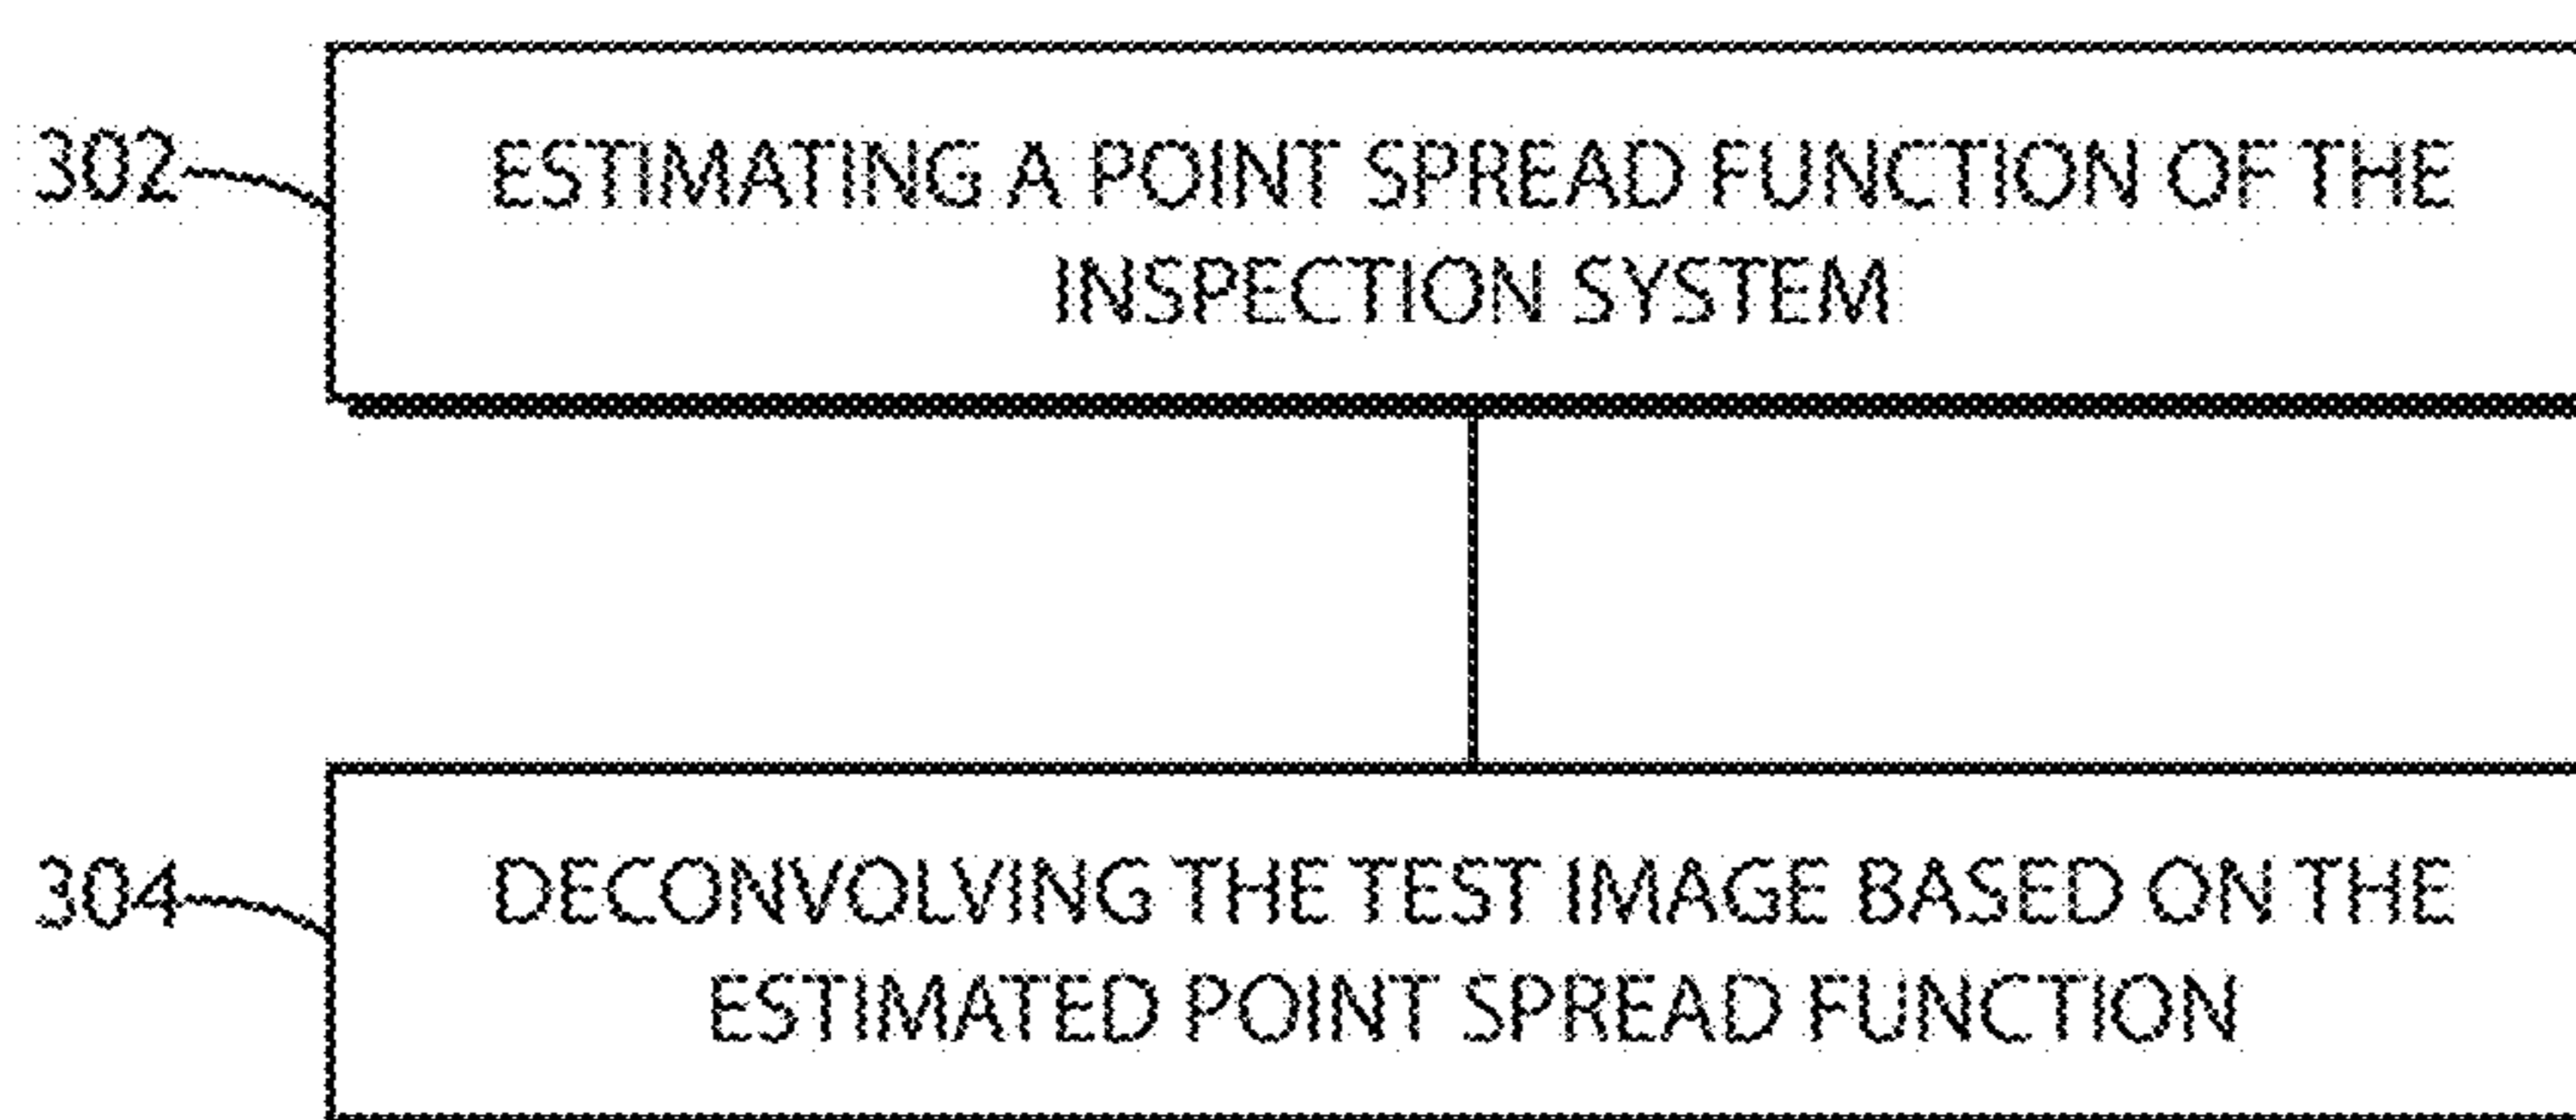 302
ESTIMATING A POINT SPREAD FUNCTION OF THE
INSPECTION SYSTEM
304
DECONVOLVING THE TEST IMAGE BASED ON THE
ESTIMATED POINT SPREAD FUNCTION